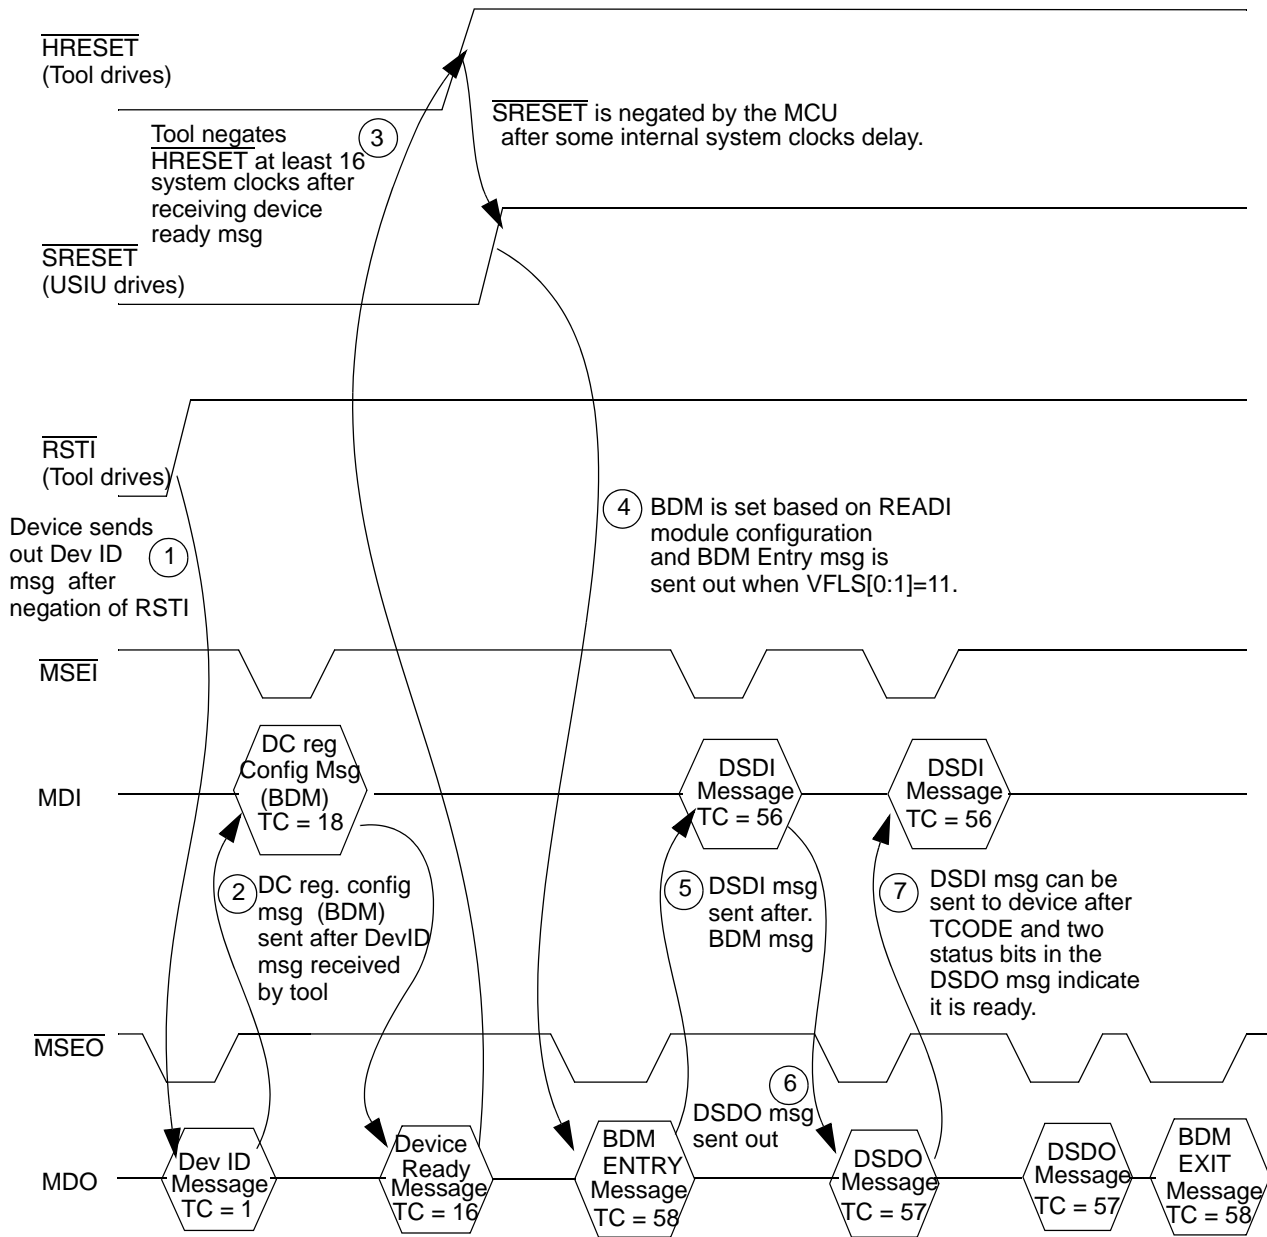 HRESET
(Tool drives)
Tool negates
HRESET at least 16
system clocks after
receiving device
ready msg
3
SRESET is negated by the MCU
after some internal system clocks delay.
SRESET
(USIU drives)
RSTI
(Tool drives)
Device sends
out Dev ID
msg after
negation of RSTI
1
4
BDM is set based on READI
module configuration
and BDM Entry msg is
sent out when VFLS[0:1]=11.
MSEI
MDI
DC reg
Config Msg
(BDM)
TC = 18
DSDI
Message
TC = 56
DSDI
Message
TC = 56
2
DC reg. config
msg (BDM)
sent after DevID
msg received
by tool
5
DSDI msg
sent after.
BDM msg
7
DSDI msg can be
sent to device after
TCODE and two
status bits in the
DSDO msg indicate
it is ready.
MSEO
6
DSDO msg
sent out
MDO
Dev ID
Message
TC = 1
Device
Ready
Message
TC = 16
BDM
ENTRY
Message
TC = 58
DSDO
Message
TC = 57
DSDO
Message
TC = 57
BDM
EXIT
Message
TC = 58